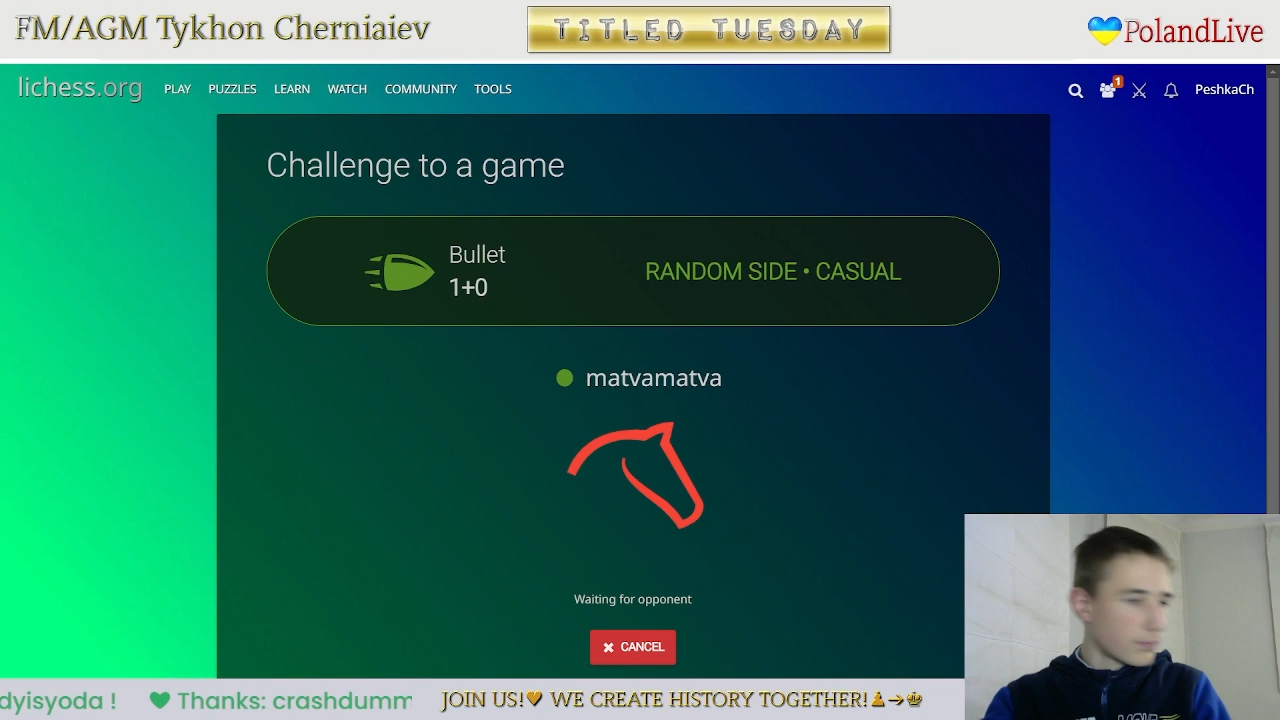 FM/AGM Tykhon Cherniaiev
TITLED TUESDAY
PolandLive
lichess.org PLAY PUZZLES LEARN WATCH COMMUNITY TOOLS
1
PeshkaCh
Challenge to a game
Bullet
1+0
RANDOM SIDE • CASUAL
matvamatva
Waiting for opponent
CANCEL
dyisyoda ! Thanks: crashdumm
JOIN US!🧡 WE CREATE HISTORY TOGETHER!♟→♚